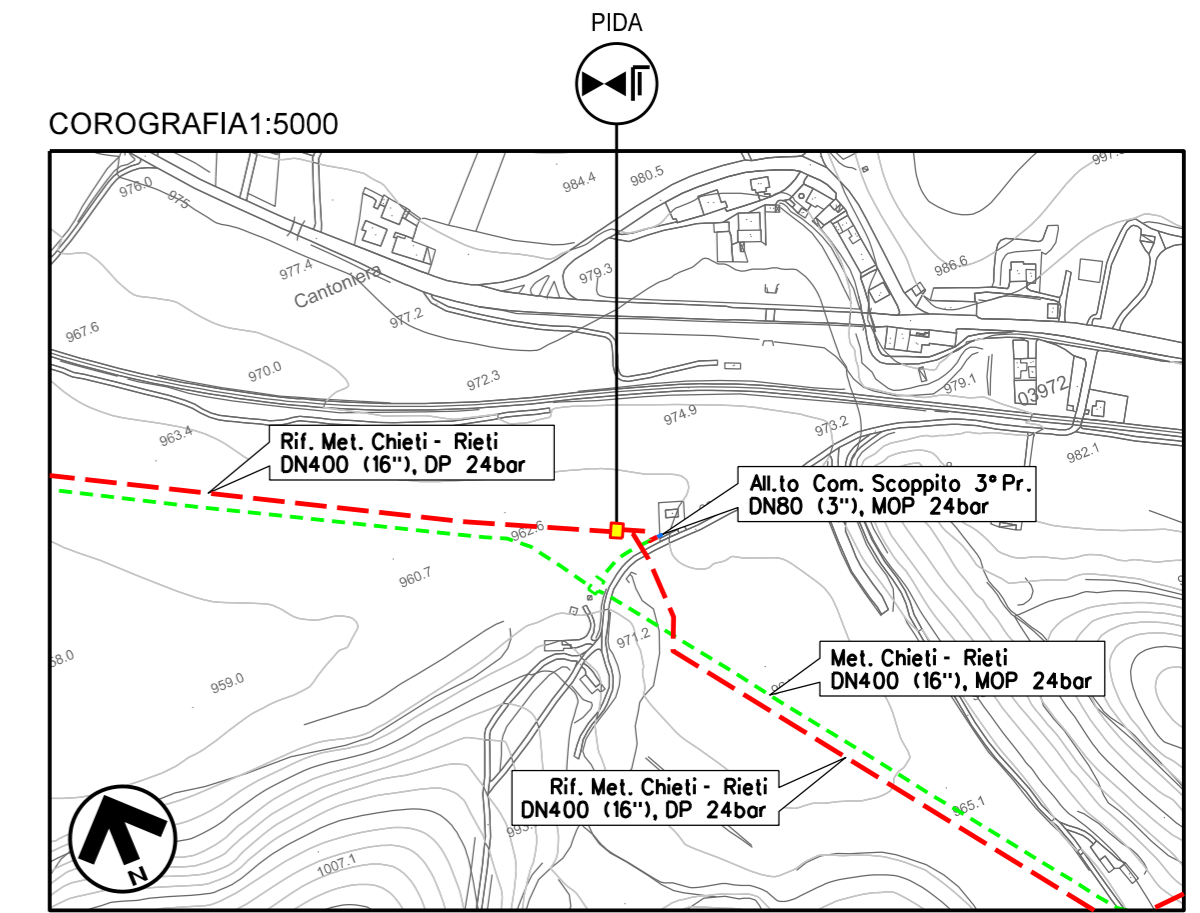 PIDA
COROGRAFIA1:5000
976.0
975
984.4
980.5
977.4
Cantoniera
979.3
986.6
977.2
967.6
970.0
972.3
979.1
03972
974.9
973.2
963.4
982.1
Rif. Met. Chieti - Rieti
DN400 (16"), DP 24bar
All.to Com. Scoppito 3° Pr.
DN80 (3"), MOP 24bar
962.6
960.7
971.2
58.0
959.0
Met. Chieti - Rieti
DN400 (16"), MOP 24bar
Rif. Met. Chieti - Rieti
DN400 (16"), DP 24bar
965.1
1007.1
N